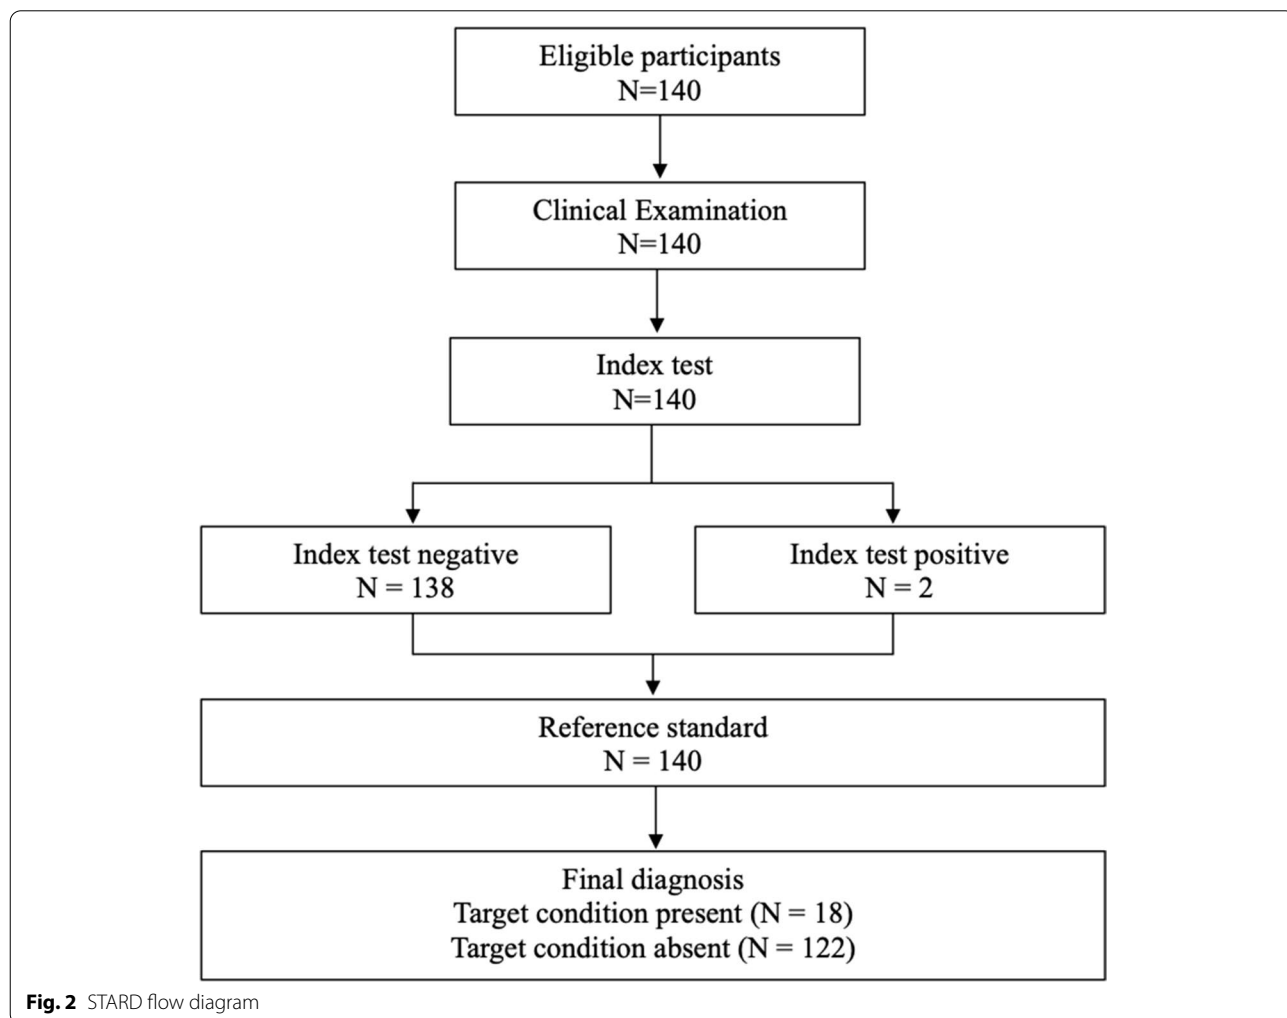 Eligible participants
N=140
Clinical Examination
N=140
Index test
N=140
Index test negative
N = 138
Index test positive
N = 2
Reference standard
N = 140
Final diagnosis
Target condition present (N = 18)
Target condition absent (N = 122)
Fig. 2 STARD flow diagram